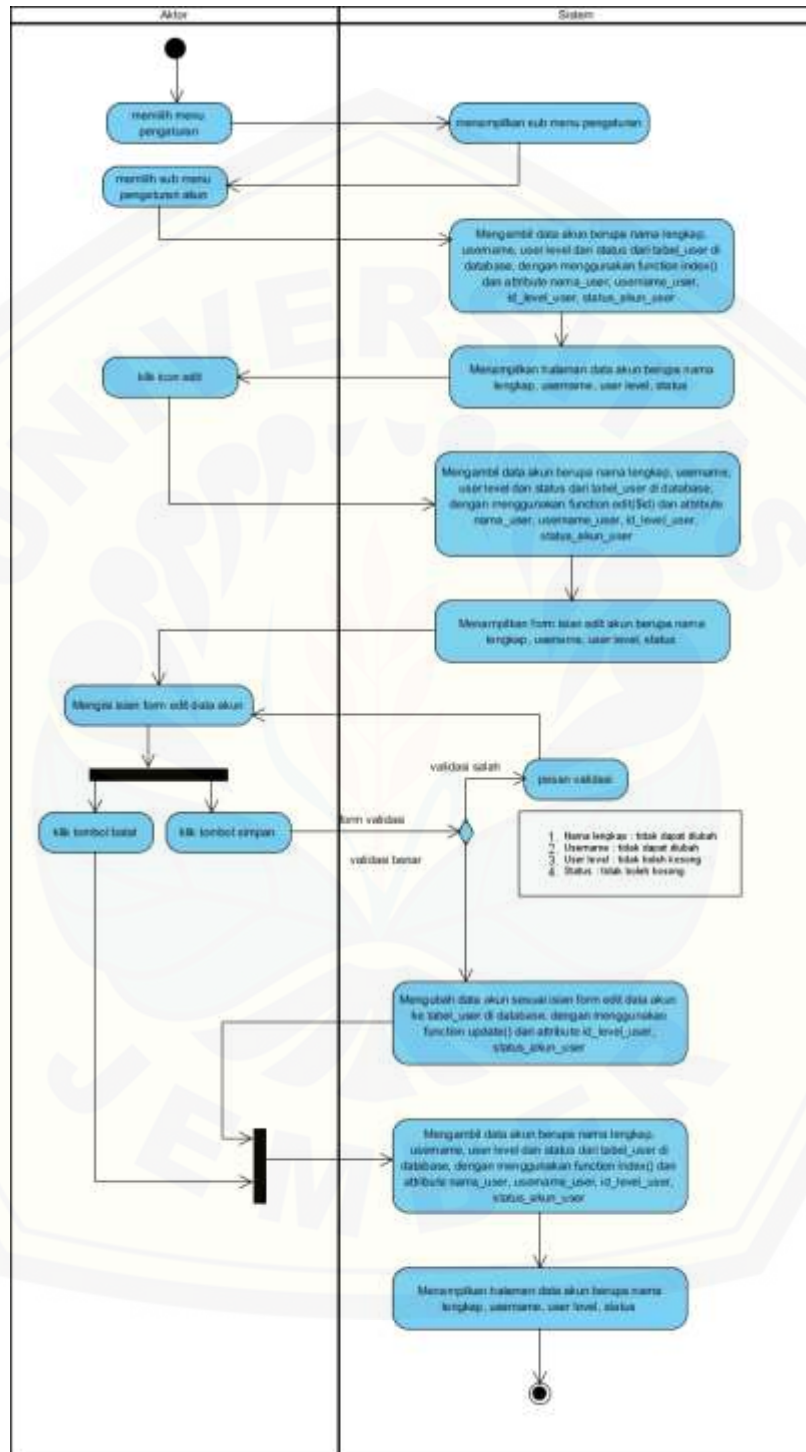 Aktor
Sistem
memilih menu
pengaturan
menampilkan sub menu pengaturan
memilih sub menu
pengaturan akun
Mengambil data akun berupa nama lengkap,
username, user level dan status dari tabel_user di
database, dengan menggunakan function index()
dan attribute nama_user, username_user,
id_level_user, status_akun_user
klik icon edit
Menampilkan halaman data akun berupa nama
lengkap, username, user level, status
Mengambil data akun berupa nama lengkap, username,
user level dan status dari tabel_user di database,
dengan menggunakan function edit($id) dan attribute
nama_user, username_user, id_level_user,
status_akun_user
Menampilkan form isian edit akun berupa nama
lengkap, username, user level, status
Mengisi isian form edit data akun
validasi salah
pesan validasi
klik tombol batal
klik tombol simpan
form validasi
validasi benar
1. Nama lengkap : tidak dapat diubah
2. Username : tidak dapat diubah
3. User level : tidak boleh kosong
4. Status : tidak boleh kosong
Mengubah data akun sesuai isian form edit data akun
ke tabel_user di database, dengan menggunakan
function update() dan attribute id_level_user,
status_akun_user
Mengambil data akun berupa nama lengkap,
username, user level dan status dari tabel_user di
database, dengan menggunakan function index() dan
attribute nama_user, username_user, id_level_user,
status_akun_user
Menampilkan halaman data akun berupa nama
lengkap, username, user level, status
UNIVERSITAS
JEMBER